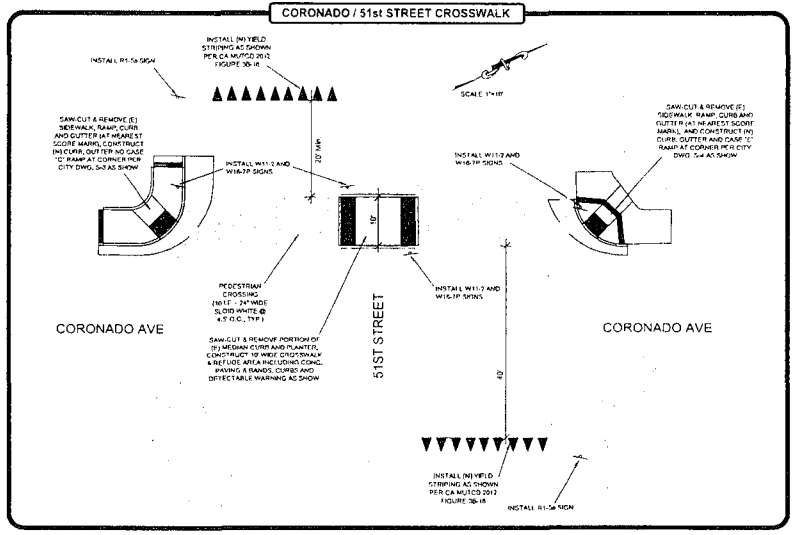 CORONADO / 51st STREET CROSSWALK
INSTALL (N) YIELD
STRIPING AS SHOWN
PER CA MUTCD 2012
FIGURE 3B-16
INSTALL R1-5a SIGN
SCALE 1"=10'
SAW-CUT & REMOVE (E)
SIDEWALK, RAMP, CURB
AND GUTTER (AT NEAREST
SCORE MARK), CONSTRUCT
(N) CURB, GUTTER NO CASE
"C" RAMP AT CORNER PER
CITY DWG, S-3 AS SHOW
20' Min.
INSTALL W11-2 AND
W16-7P SIGNS
SAW-CUT & REMOVE (E)
SIDEWALK, RAMP, CURB AND
GUTTER (AT NEAREST SCORE
MARK), AND CONSTRUCT (N)
CURB, GUTTER AND CASE "E"
RAMP AT CORNER PER CITY
DWG. S-4 AS SHOW
INSTALL W11-2 AND
W16-7P SIGNS
10'
PEDESTRIAN
CROSSING
(10 LF - 24" WIDE
SLOID WHITE @
4.5' O.C., TYP.)
INSTALL W11-2 AND
W16-7P SIGNS
CORONADO AVE
SAW-CUT & REMOVE PORTION OF
(E) MEDIAN CURB AND PLANTER,
CONSTRUCT 10' WIDE CROSSWALK
& REFUGE AREA INCLUDING CONC.
PAVING & BANDS, CURBS AND
DETECTABLE WARNING AS SHOW
51ST STREET
CORONADO AVE
40'
INSTALL (N) YIELD
STRIPING AS SHOWN
PER CA MUTCD 2012
FIGURE 3B-16
INSTALL R1-5a SIGN